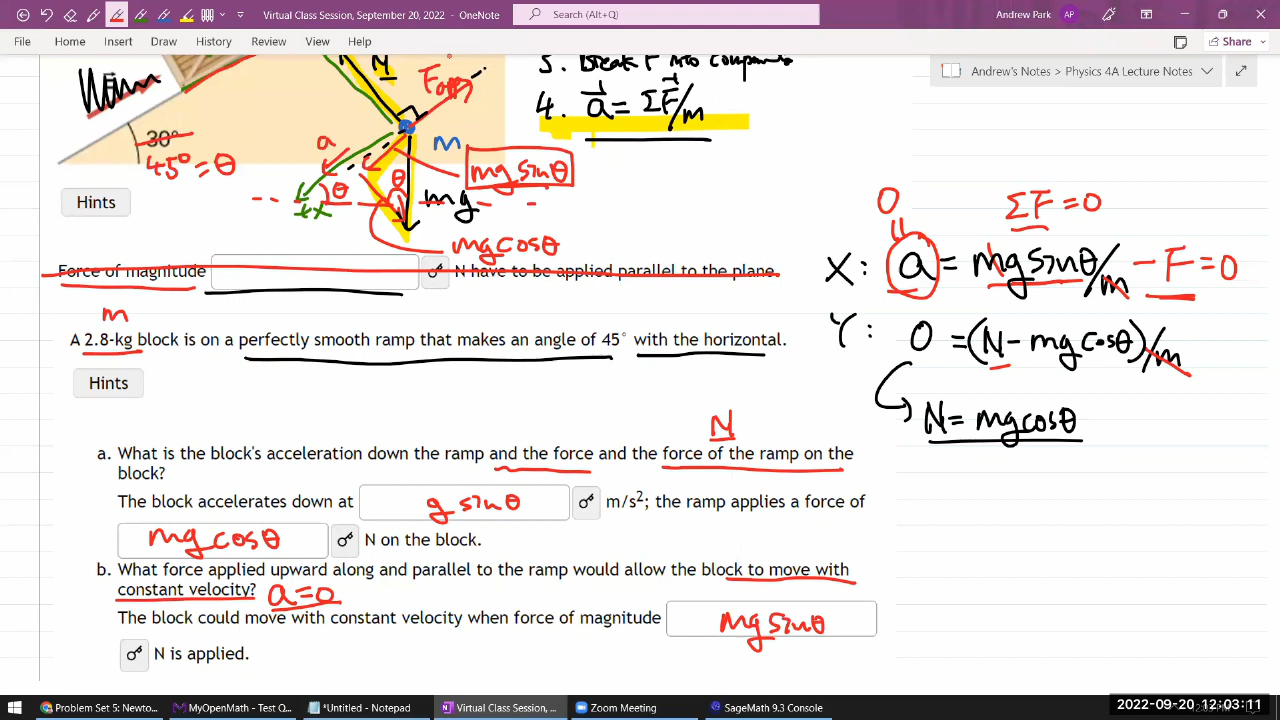 Virtual Class Session, September 20, 2022 - OneNote
Search (Alt+Q)
Andrew Park AP
File Home Insert Draw History Review View Help
Share
Andrew's Notes > Physics 4A notes
N
Fapp
3. Break F into components
4. a = ΣF/m
30°
45° = θ
a
m
mg sinθ
θ
θ
+x
mg
Hints
mg cosθ
Force of magnitude N have to be applied parallel to the plane.
m
A 2.8-kg block is on a perfectly smooth ramp that makes an angle of 45° with the horizontal.
Hints
N
a. What is the block's acceleration down the ramp and the force and the force of the ramp on the
block?
The block accelerates down at g sinθ m/s²; the ramp applies a force of
mg cosθ N on the block.
b. What force applied upward along and parallel to the ramp would allow the block to move with
constant velocity? a=0
The block could move with constant velocity when force of magnitude mg sinθ
N is applied.
0 ΣF = 0
X: a = mg sinθ/m - F = 0
Y: 0 = (N - mg cosθ)/m
N = mg cosθ
Problem Set 5: Newto...
MyOpenMath - Test Q...
*Untitled - Notepad
Virtual Class Session, ...
Zoom Meeting
SageMath 9.3 Console
2022-09-20 12:03:11